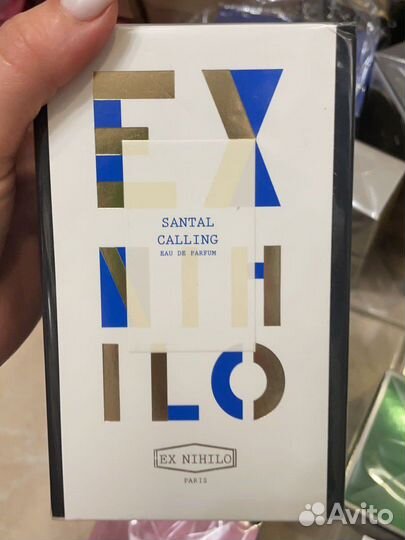 EX
NIH
ILO
SANTAL
CALLING
EAU DE PARFUM
EX NIHILO
PARIS
Avito